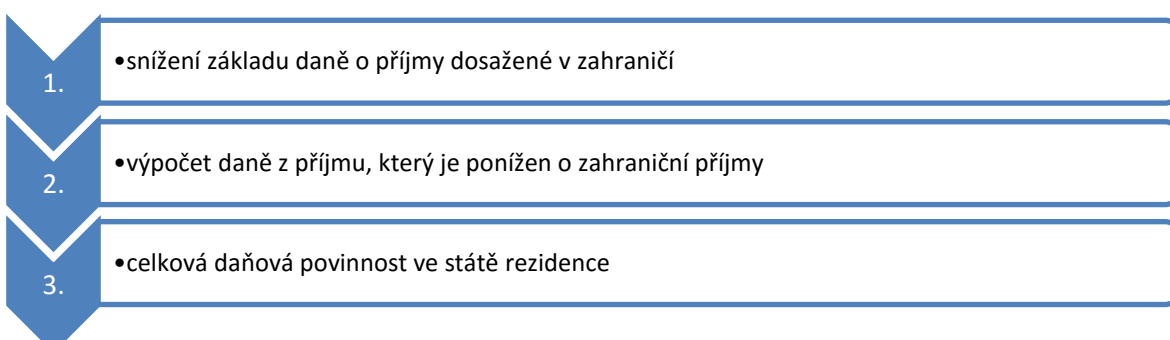 1.
•snížení základu daně o příjmy dosažené v zahraničí
2.
•výpočet daně z příjmu, který je ponížen o zahraniční příjmy
3.
•celková daňová povinnost ve státě rezidence